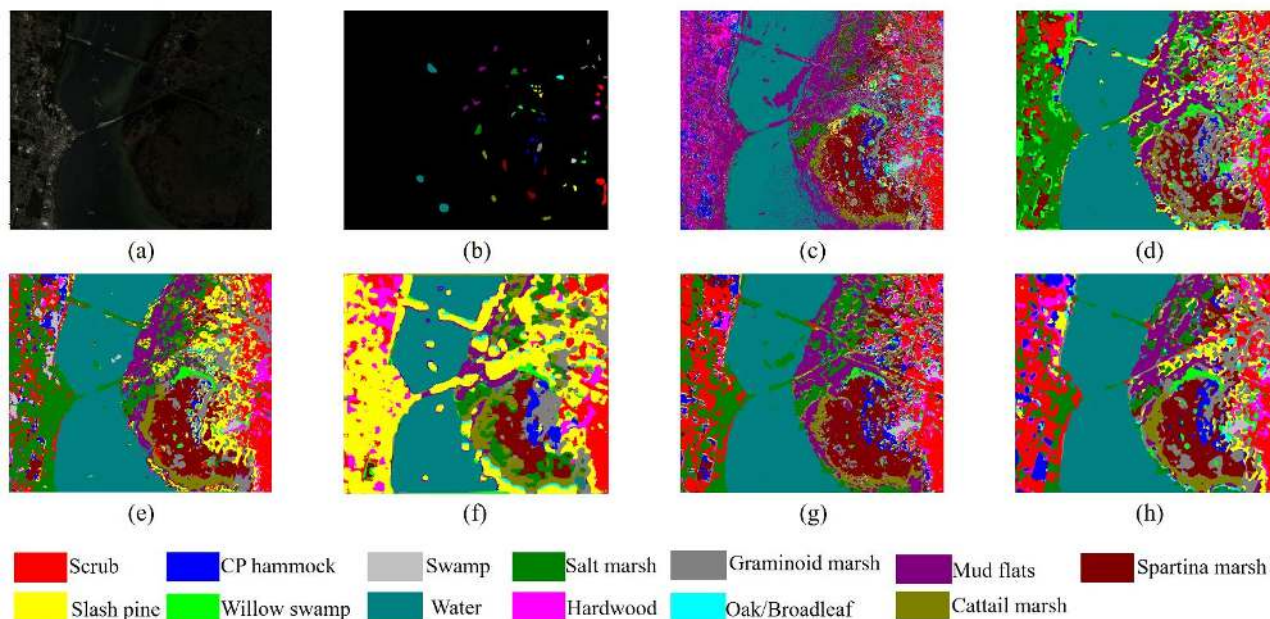 (a) (b) (c) (d)
(e) (f) (g) (h)
Scrub CP hammock Swamp Salt marsh Graminoid marsh Mud flats Spartina marsh
Slash pine Willow swamp Water Hardwood Oak/Broadleaf Cattail marsh